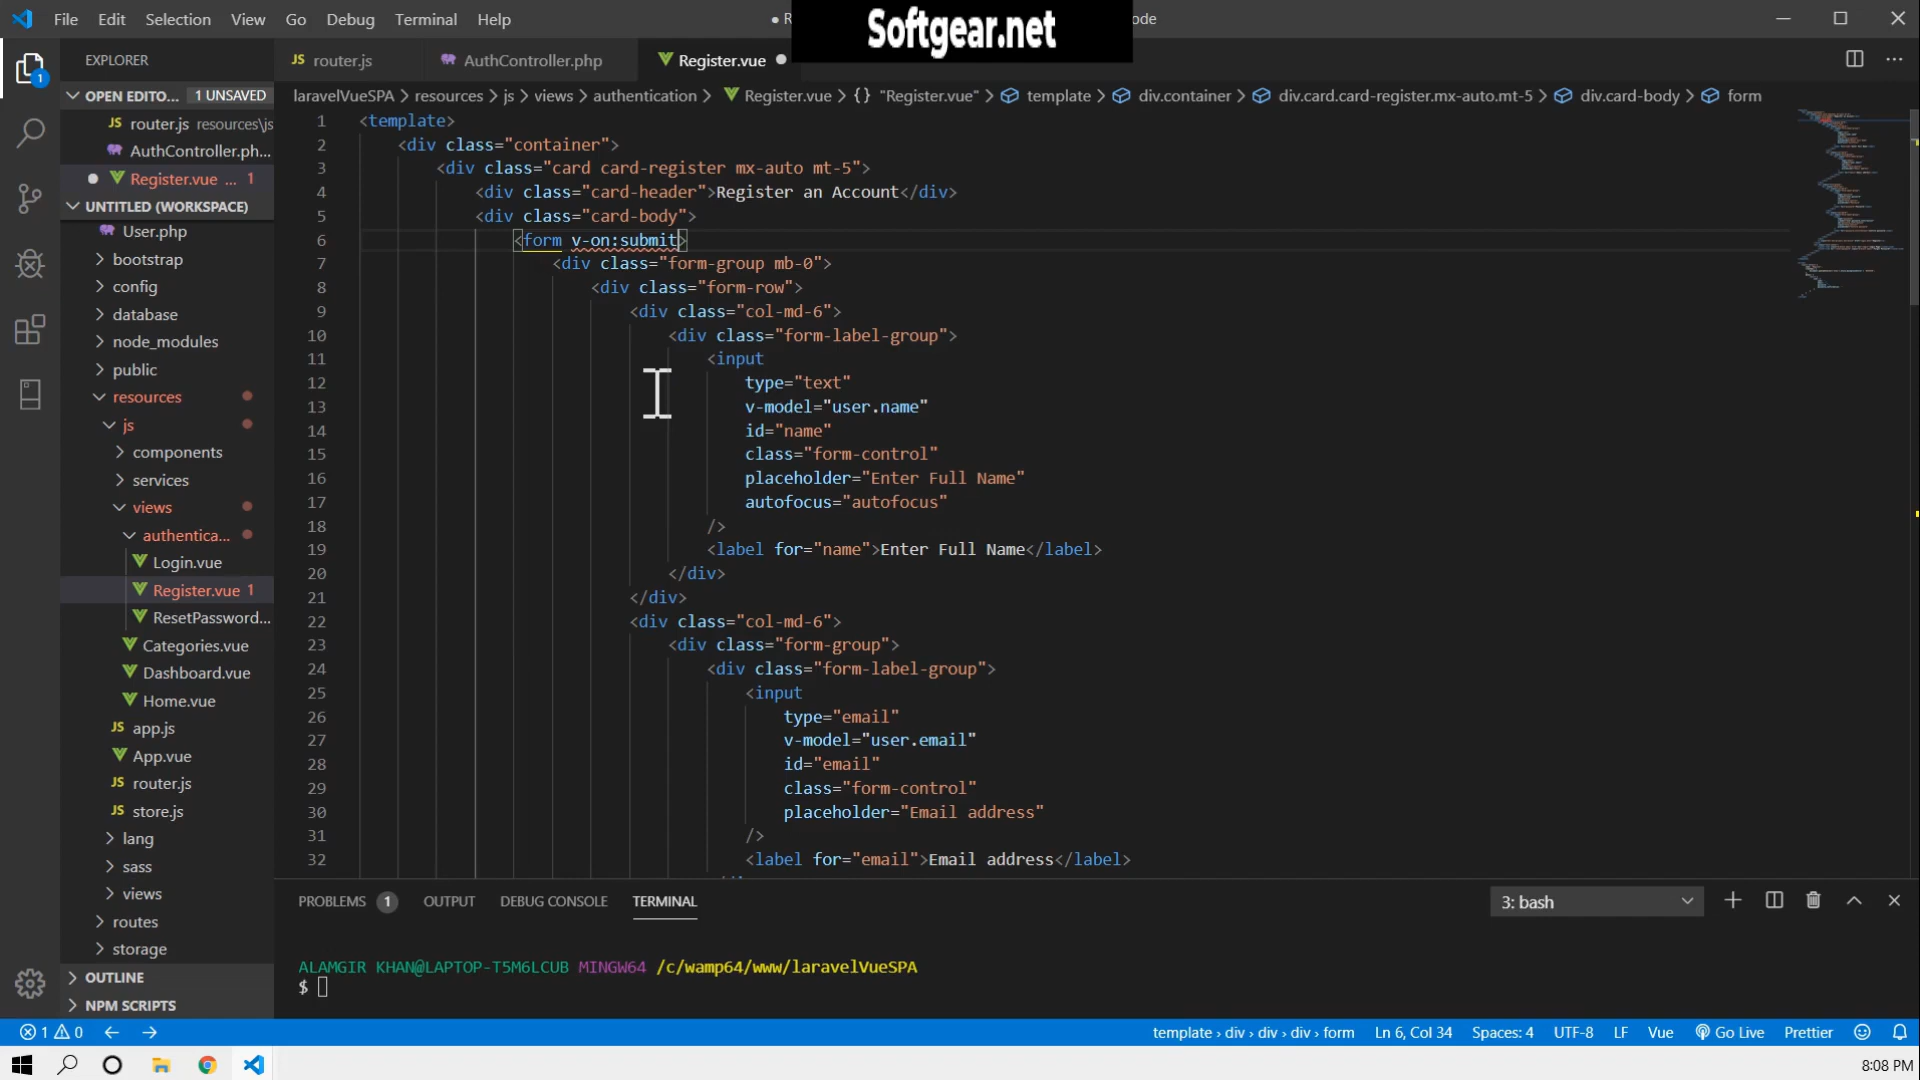 File Edit Selection View Go Debug Terminal Help
● R
ode
Softgear.net
EXPLORER
router.js
AuthController.php
Register.vue
OPEN EDITO... 1 UNSAVED
router.js resources\js
AuthController.ph...
Register.vue ... 1
UNTITLED (WORKSPACE)
User.php
bootstrap
config
database
node_modules
public
resources
js
components
services
views
authentica...
Login.vue
Register.vue 1
ResetPassword...
Categories.vue
Dashboard.vue
Home.vue
app.js
App.vue
router.js
store.js
lang
sass
views
routes
storage
OUTLINE
NPM SCRIPTS
laravelVueSPA > resources > js > views > authentication > Register.vue > {} "Register.vue" > template > div.container > div.card.card-register.mx-auto.mt-5 > div.card-body > form
1 <template>
2 <div class="container">
3 <div class="card card-register mx-auto mt-5">
4 <div class="card-header">Register an Account</div>
5 <div class="card-body">
6 <form v-on:submit>
7 <div class="form-group mb-0">
8 <div class="form-row">
9 <div class="col-md-6">
10 <div class="form-label-group">
11 <input
12 type="text"
13 v-model="user.name"
14 id="name"
15 class="form-control"
16 placeholder="Enter Full Name"
17 autofocus="autofocus"
18 />
19 <label for="name">Enter Full Name</label>
20 </div>
21 </div>
22 <div class="col-md-6">
23 <div class="form-group">
24 <div class="form-label-group">
25 <input
26 type="email"
27 v-model="user.email"
28 id="email"
29 class="form-control"
30 placeholder="Email address"
31 />
32 <label for="email">Email address</label>
PROBLEMS 1 OUTPUT DEBUG CONSOLE TERMINAL
3: bash
ALAMGIR KHAN@LAPTOP-T5M6LCUB MINGW64 /c/wamp64/www/laravelVueSPA
$
1 0
template › div › div › div › form Ln 6, Col 34 Spaces: 4 UTF-8 LF Vue Go Live Prettier
8:08 PM